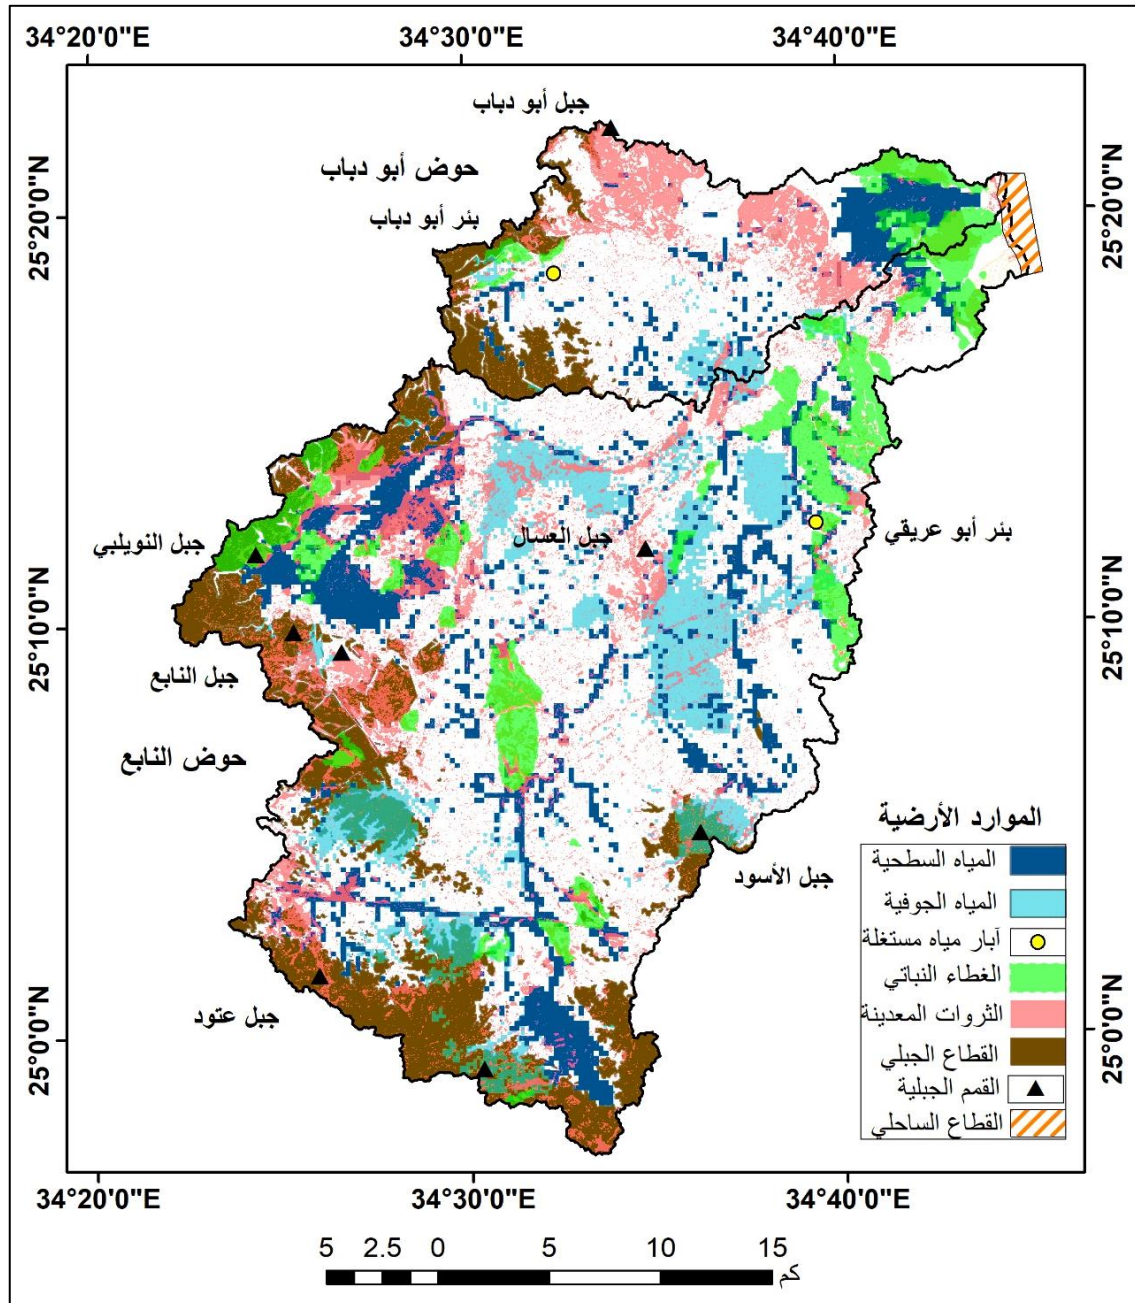 34°20'0"E
34°30'0"E
34°40'0"E
جبل أبو دباب
حوض أبو دباب
بئر أبو دباب
25°20'0"N
25°20'0"N
جبل النويلبي
جبل العسال
بئر أبو عريقي
25°10'0"N
25°10'0"N
جبل النابع
حوض النابع
جبل الأسود
جبل عتود
25°0'0"N
25°0'0"N
الموارد الأرضية
المياه السطحية
المياه الجوفية
آبار مياه مستغلة
الغطاء النباتي
الثروات المعدينة
القطاع الجبلي
القمم الجبلية
القطاع الساحلي
34°20'0"E
34°30'0"E
34°40'0"E
5 2.5 0 5 10 15
كم